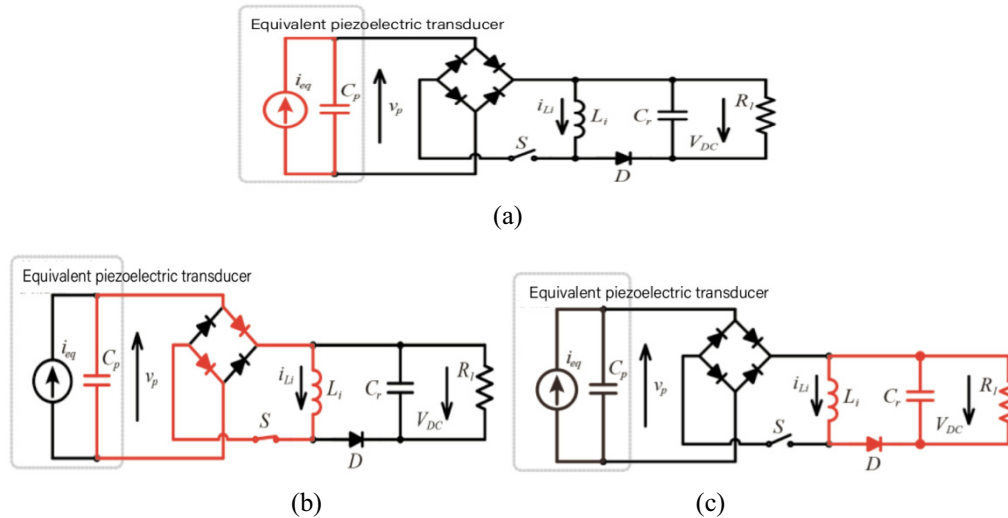 Equivalent piezoelectric transducer
i_eq C_p v_p i_Li L_i C_r R_l
V_DC
S
D
(a)
Equivalent piezoelectric transducer
i_eq C_p v_p i_Li L_i C_r R_l
V_DC
S
D
(b)
Equivalent piezoelectric transducer
i_eq C_p v_p i_Li L_i C_r R_l
V_DC
S
D
(c)